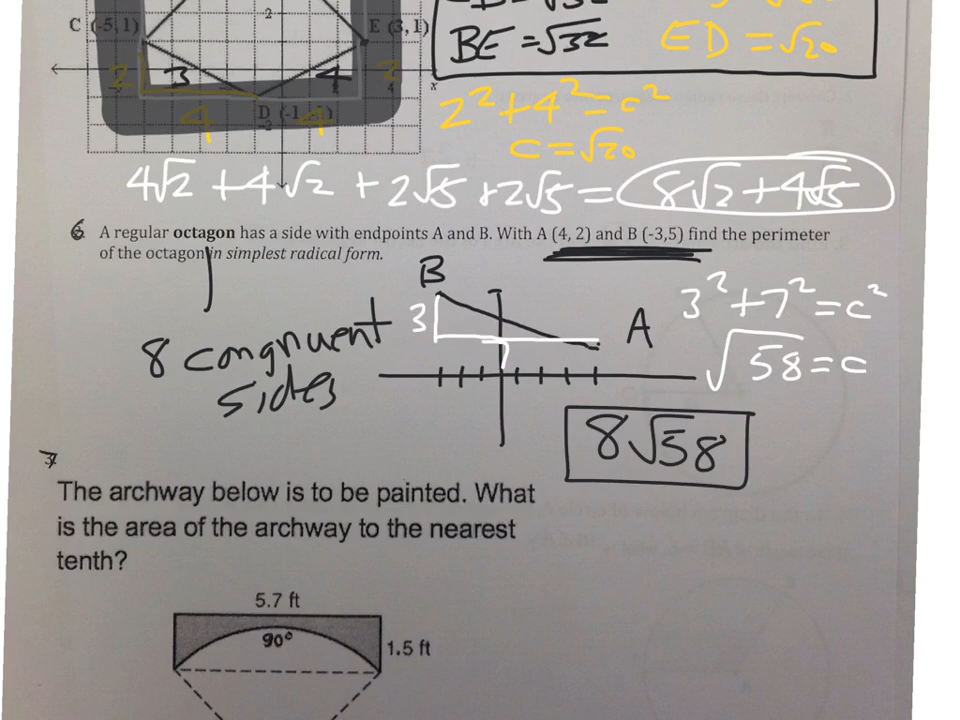 C (-5, 1)
2
E (3, 1)
BE = √32
ED = √20
2
3
4
2
x
4
D (-1,
4
2² + 4² = c²
c = √20
4√2 + 4√2 + 2√5 + 2√5 = 8√2 + 4√5
6 A regular octagon has a side with endpoints A and B. With A (4, 2) and B (-3,5) find the perimeter
of the octagon in simplest radical form.
B
8 congruent
sides
3
7
A
3² + 7² = c²
√58 = c
8√58
7
The archway below is to be painted. What
is the area of the archway to the nearest
tenth?
5.7 ft
90°
1.5 ft